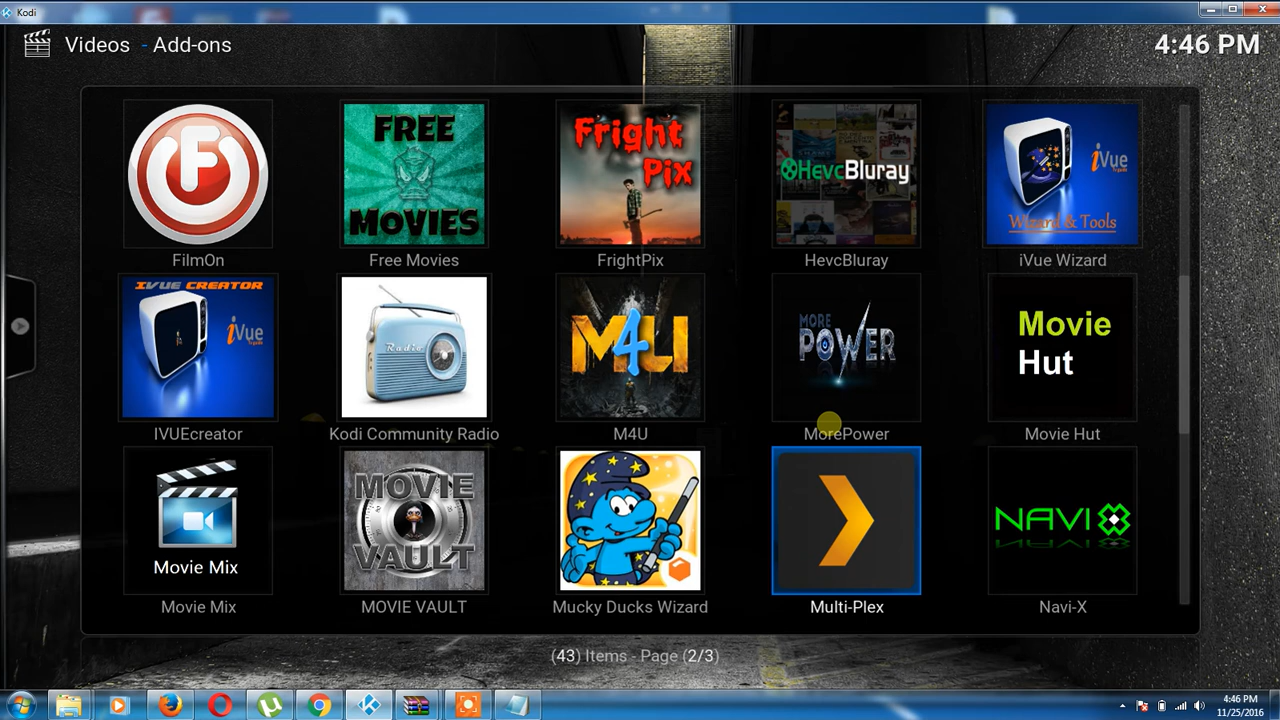 Kodi
Videos - Add-ons
4:46 PM
FilmOn
FREE
MOVIES
Free Movies
Fright
Pix
FrightPix
HevcBluray
HevcBluray
iVue
Wizard & Tools
iVue Wizard
IVUE CREATOR
iVue
IVUEcreator
Radio
Kodi Community Radio
M4U
M4U
MORE
POWER
MorePower
Movie
Hut
Movie Hut
Movie Mix
Movie Mix
MOVIE
VAULT
MOVIE VAULT
Mucky Ducks Wizard
Multi-Plex
NAVI X
Navi-X
(43) Items - Page (2/3)
4:46 PM
11/25/2016